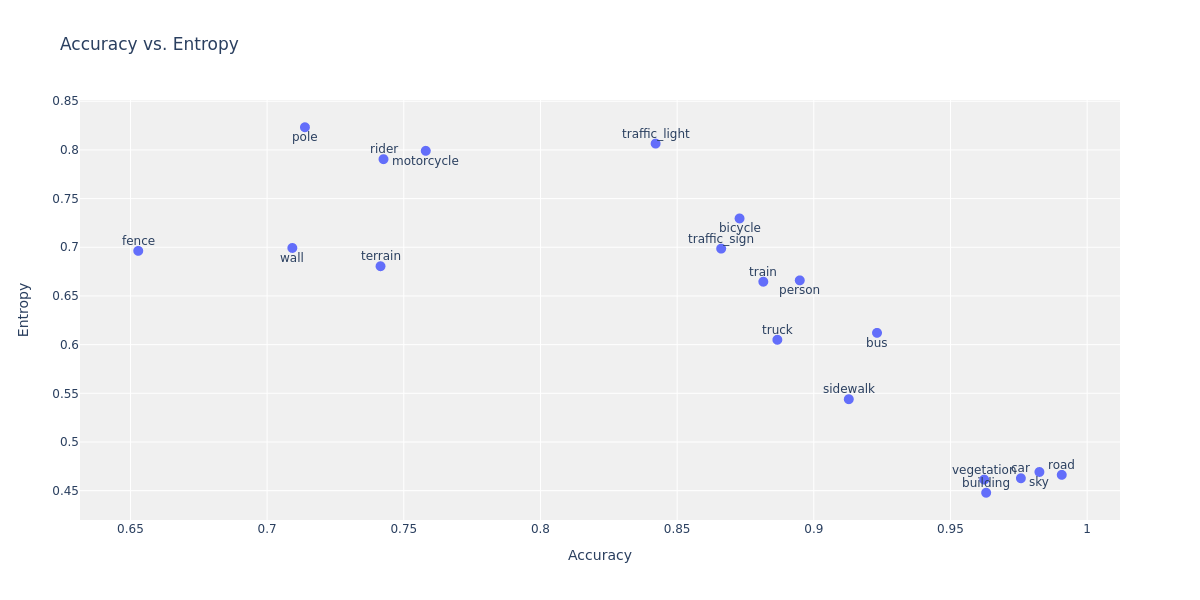 Accuracy vs. Entropy
0.85
0.8
0.75
0.7
0.65
0.6
0.55
0.5
0.45
Entropy
pole
rider
motorcycle
traffic_light
fence
wall
terrain
bicycle
traffic_sign
train
person
truck
bus
sidewalk
vegetation
car
road
building
sky
0.65
0.7
0.75
0.8
0.85
0.9
0.95
1
Accuracy